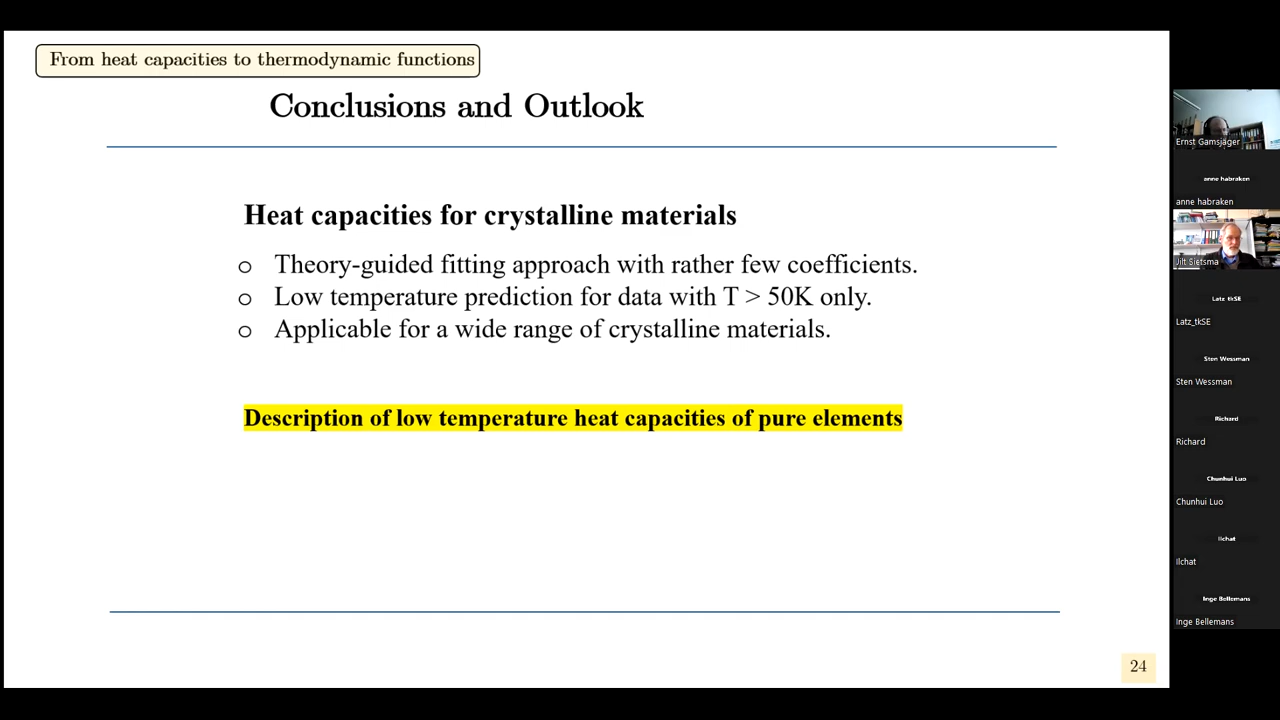 From heat capacities to thermodynamic functions
Conclusions and Outlook
Heat capacities for crystalline materials
o Theory-guided fitting approach with rather few coefficients.
o Low temperature prediction for data with T > 50K only.
o Applicable for a wide range of crystalline materials.
Description of low temperature heat capacities of pure elements
24
Ernst Gamsjäger
anne habraken
anne habraken
Jilt Sietsma
Latz_tkSE
Latz_tkSE
Sten Wessman
Sten Wessman
Richard
Richard
Chunhui Luo
Chunhui Luo
Ilchat
Ilchat
Inge Bellemans
Inge Bellemans